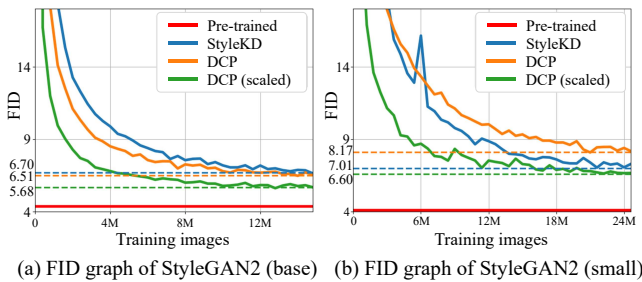 Pre-trained
StyleKD
DCP
DCP (scaled)
FID
14
9
6.70
6.51
5.68
4
0
4M
8M
12M
Training images
(a) FID graph of StyleGAN2 (base)
Pre-trained
StyleKD
DCP
DCP (scaled)
FID
14
9
8.17
7.01
6.60
4
0
6M
12M
18M
24M
Training images
(b) FID graph of StyleGAN2 (small)